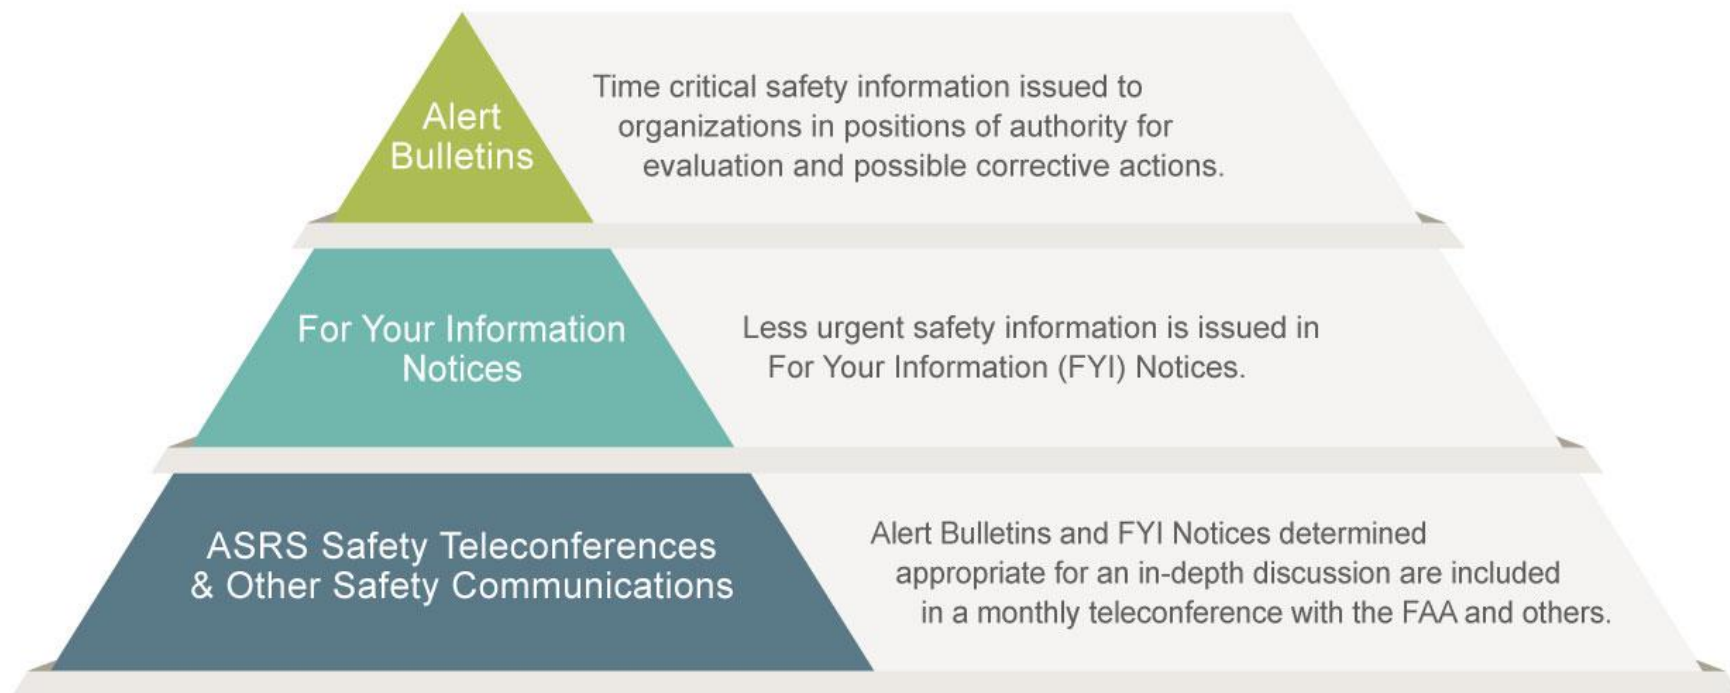 Alert
Bulletins
Time critical safety information issued to
organizations in positions of authority for
evaluation and possible corrective actions.
For Your Information
Notices
Less urgent safety information is issued in
For Your Information (FYI) Notices.
ASRS Safety Teleconferences
& Other Safety Communications
Alert Bulletins and FYI Notices determined
appropriate for an in-depth discussion are included
in a monthly teleconference with the FAA and others.